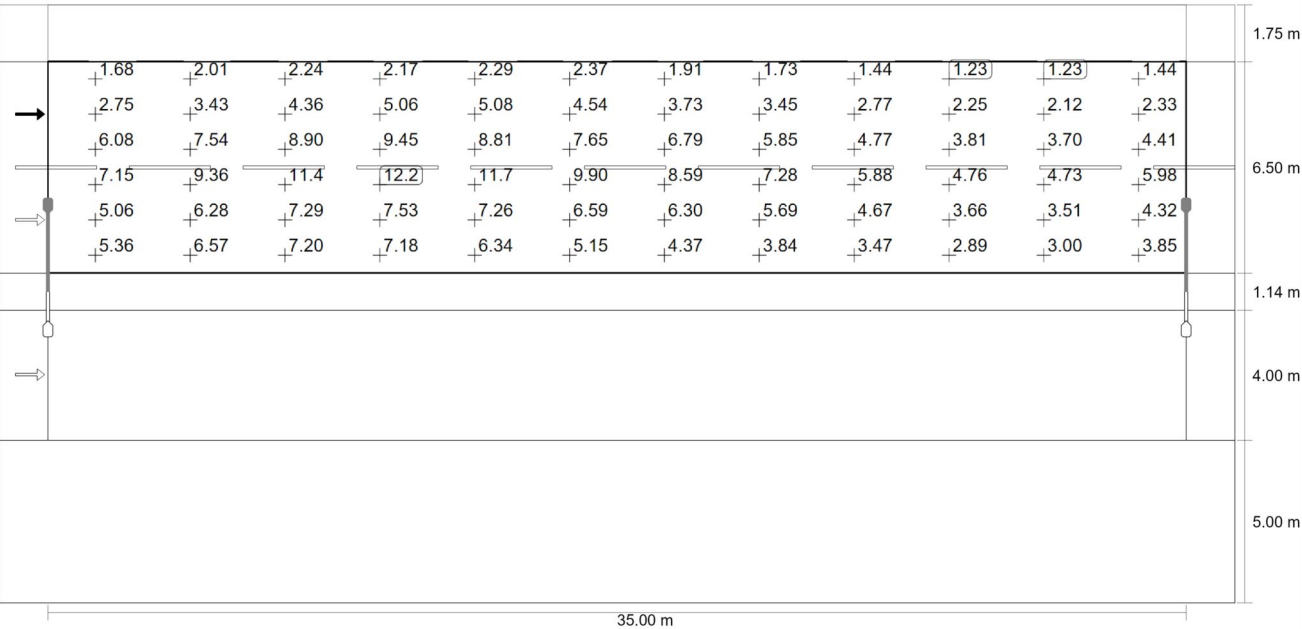 1.75 m
1.68 2.01 2.24 2.17 2.29 2.37 1.91 1.73 1.44 1.23 1.23 1.44
2.75 3.43 4.36 5.06 5.08 4.54 3.73 3.45 2.77 2.25 2.12 2.33
6.08 7.54 8.90 9.45 8.81 7.65 6.79 5.85 4.77 3.81 3.70 4.41
6.50 m
7.15 9.36 11.4 12.2 11.7 9.90 8.59 7.28 5.88 4.76 4.73 5.98
5.06 6.28 7.29 7.53 7.26 6.59 6.30 5.69 4.67 3.66 3.51 4.32
5.36 6.57 7.20 7.18 6.34 5.15 4.37 3.84 3.47 2.89 3.00 3.85
1.14 m
4.00 m
5.00 m
35.00 m